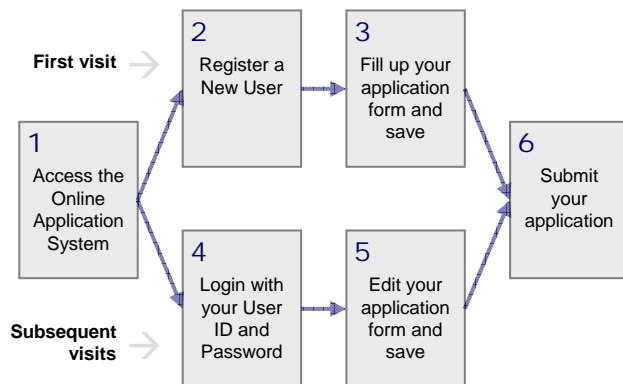 First visit
2
Register a
New User
3
Fill up your
application
form and
save
1
Access the
Online
Application
System
6
Submit
your
application
4
Login with
your User
ID and
Password
5
Edit your
application
form and
save
Subsequent
visits